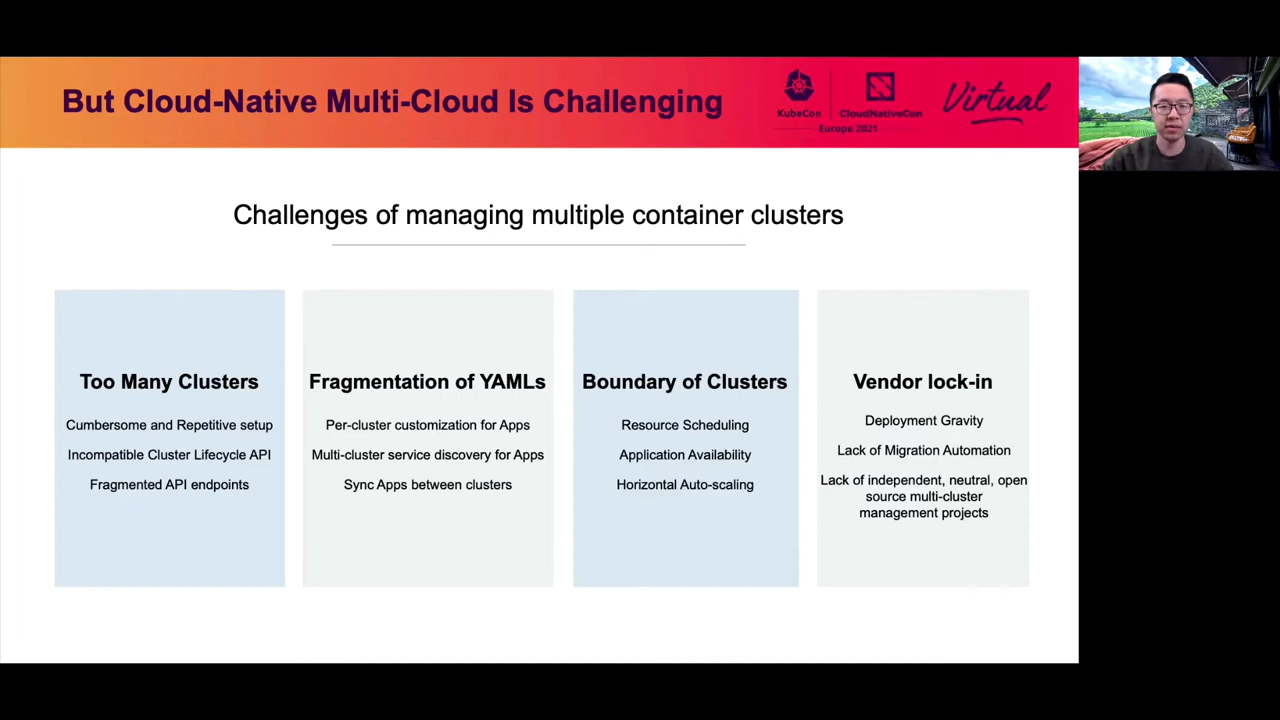 But Cloud-Native Multi-Cloud Is Challenging
KubeCon
CloudNativeCon
Europe 2021
Virtual
Challenges of managing multiple container clusters
Too Many Clusters
Cumbersome and Repetitive setup
Incompatible Cluster Lifecycle API
Fragmented API endpoints
Fragmentation of YAMLs
Per-cluster customization for Apps
Multi-cluster service discovery for Apps
Sync Apps between clusters
Boundary of Clusters
Resource Scheduling
Application Availability
Horizontal Auto-scaling
Vendor lock-in
Deployment Gravity
Lack of Migration Automation
Lack of independent, neutral, open
source multi-cluster
management projects